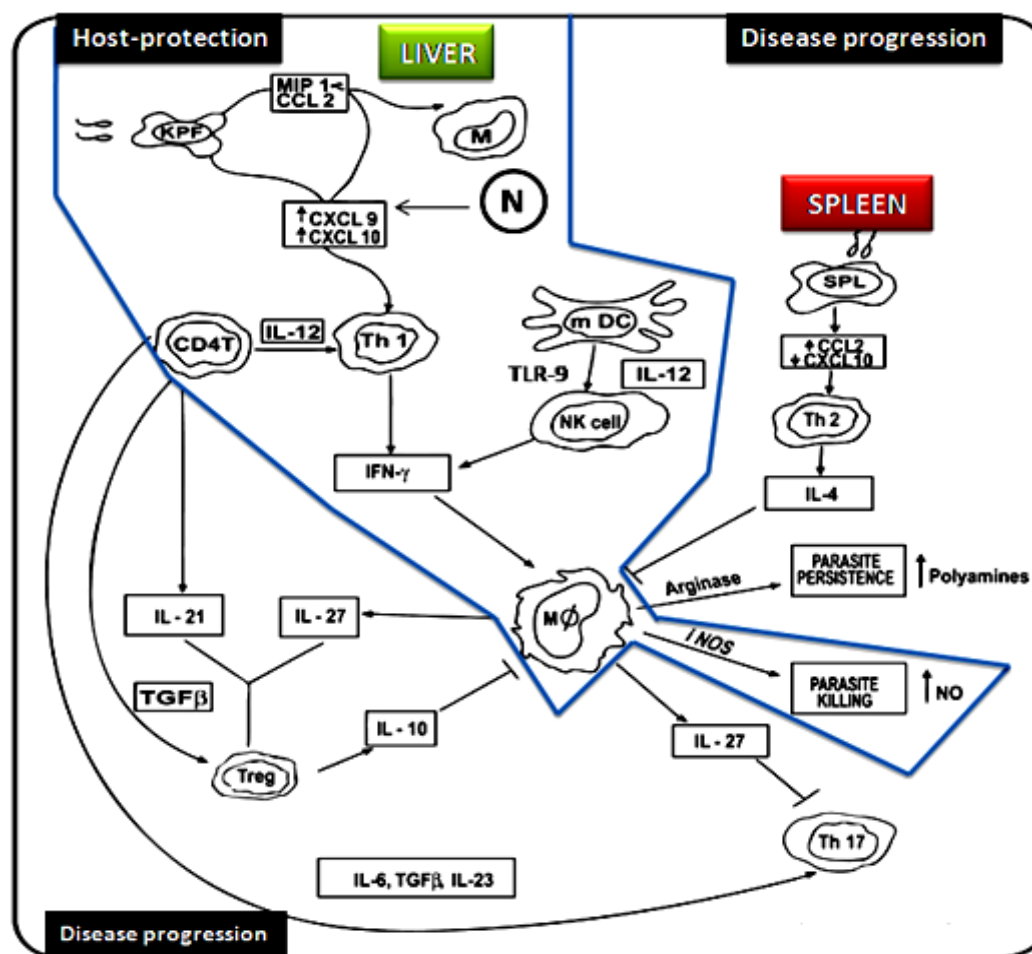 Host-protection
LIVER
Disease progression
MIP 1-<
CCL 2
KPF
M
N
↑CXCL 9
↑CXCL 10
SPLEEN
SPL
m DC
CD4T
IL-12
Th 1
TLR-9
IL-12
↑CCL2
↓CXCL10
NK cell
Th 2
IFN-γ
IL-4
Arginase
PARASITE
PERSISTENCE
↑Polyamines
MØ
IL - 21
IL - 27
i NOS
PARASITE
KILLING
↑NO
TGFβ
IL - 10
IL - 27
Treg
Th 17
IL-6, TGFβ, IL-23
Disease progression